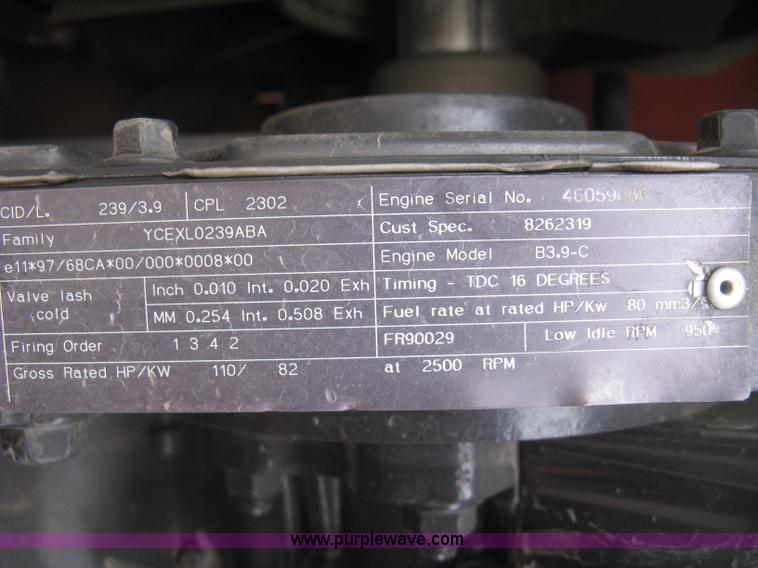 CID/L. 239/3.9 CPL 2302
Family YCEXL0239ABA
e11*97/68CA*00/000*0008*00
Valve lash cold
Inch 0.010 Int. 0.020 Exh
MM 0.254 Int. 0.508 Exh
Firing Order 1 3 4 2
Gross Rated HP/KW 110/ 82 at 2500 RPM
Engine Serial No.
Cust Spec. 8262319
Engine Model B3.9-C
Timing - TDC 16 DEGREES
Fuel rate at rated HP/Kw 80
FR90029 Low Idle RPM 950
www.purplewave.com